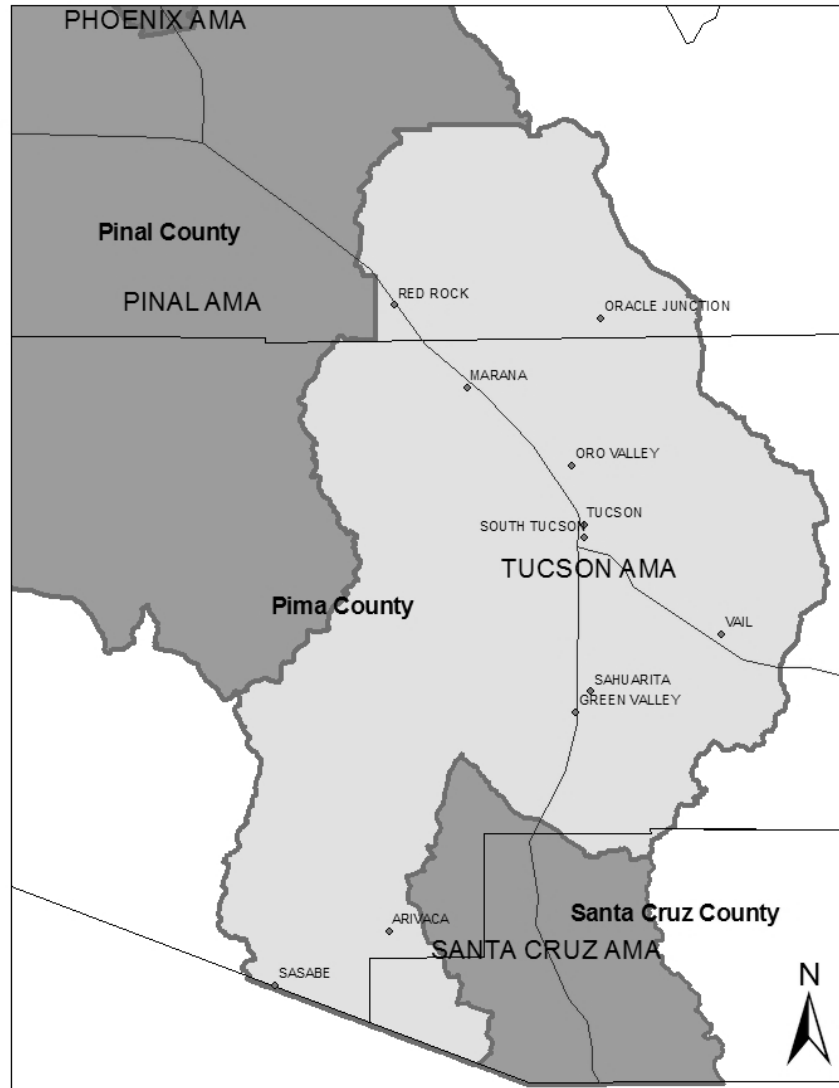 PHOENIX AMA
Pinal County
PINAL AMA
RED ROCK
ORACLE JUNCTION
MARANA
ORO VALLEY
TUCSON
SOUTH TUCSON
TUCSON AMA
Pima County
VAIL
SAHUARITA
GREEN VALLEY
Santa Cruz County
ARIVACA
SANTA CRUZ AMA
SASABE
N